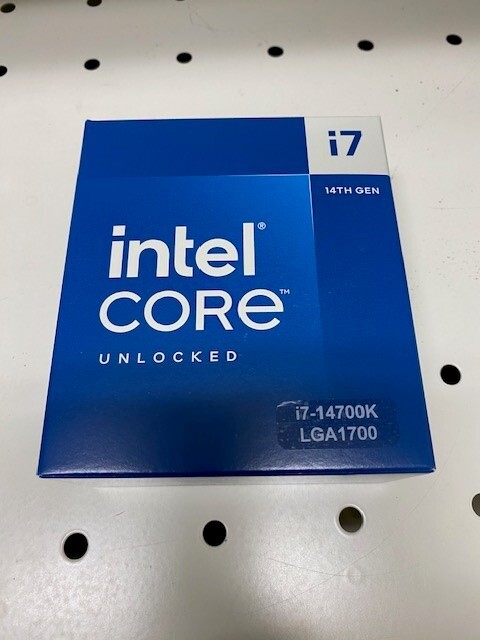 i7
14TH GEN
intel®
CORe™
UNLOCKED
i7-14700K
LGA1700